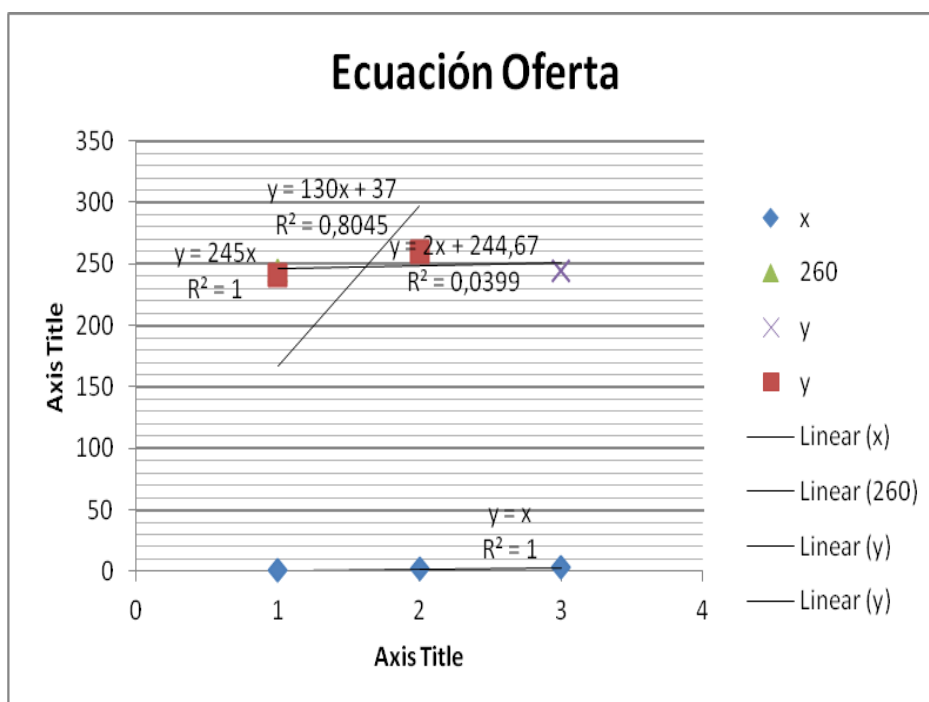 Ecuación Oferta
350
300
250
200
150
100
50
0
y = 130x + 37
R² = 0,8045
y = 245x
R² = 1
y = 2x + 244,67
R² = 0,0399
y = x
R² = 1
0
1
2
3
4
Axis Title
Axis Title
x
260
y
y
Linear (x)
Linear (260)
Linear (y)
Linear (y)